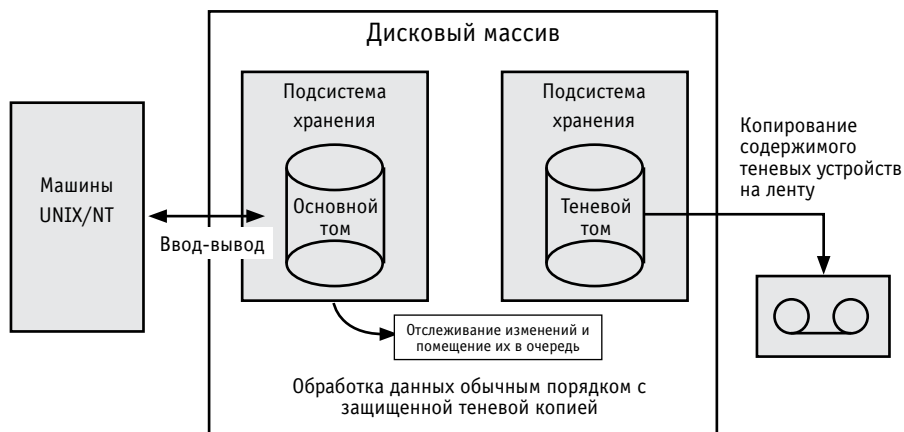 Дисковый массив
Подсистема
хранения
Подсистема
хранения
Копирование
содержимого
теневых устройств
на ленту
Машины
UNIX/NT
Основной
том
Теневой
том
Ввод-вывод
Отслеживание изменений и
помещение их в очередь
Обработка данных обычным порядком с
защищенной теневой копией